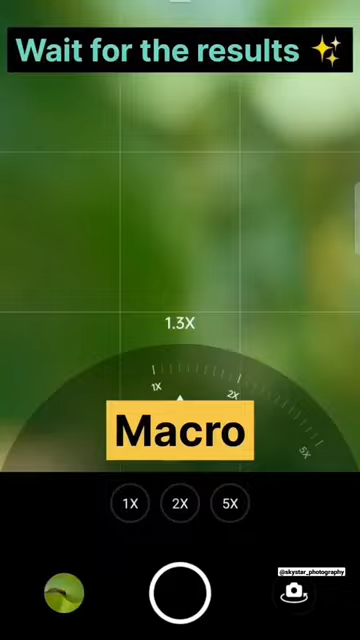 Wait for the results ✨
1.3X
1X
2X
5X
Macro
1X 2X 5X
@skystar_photography